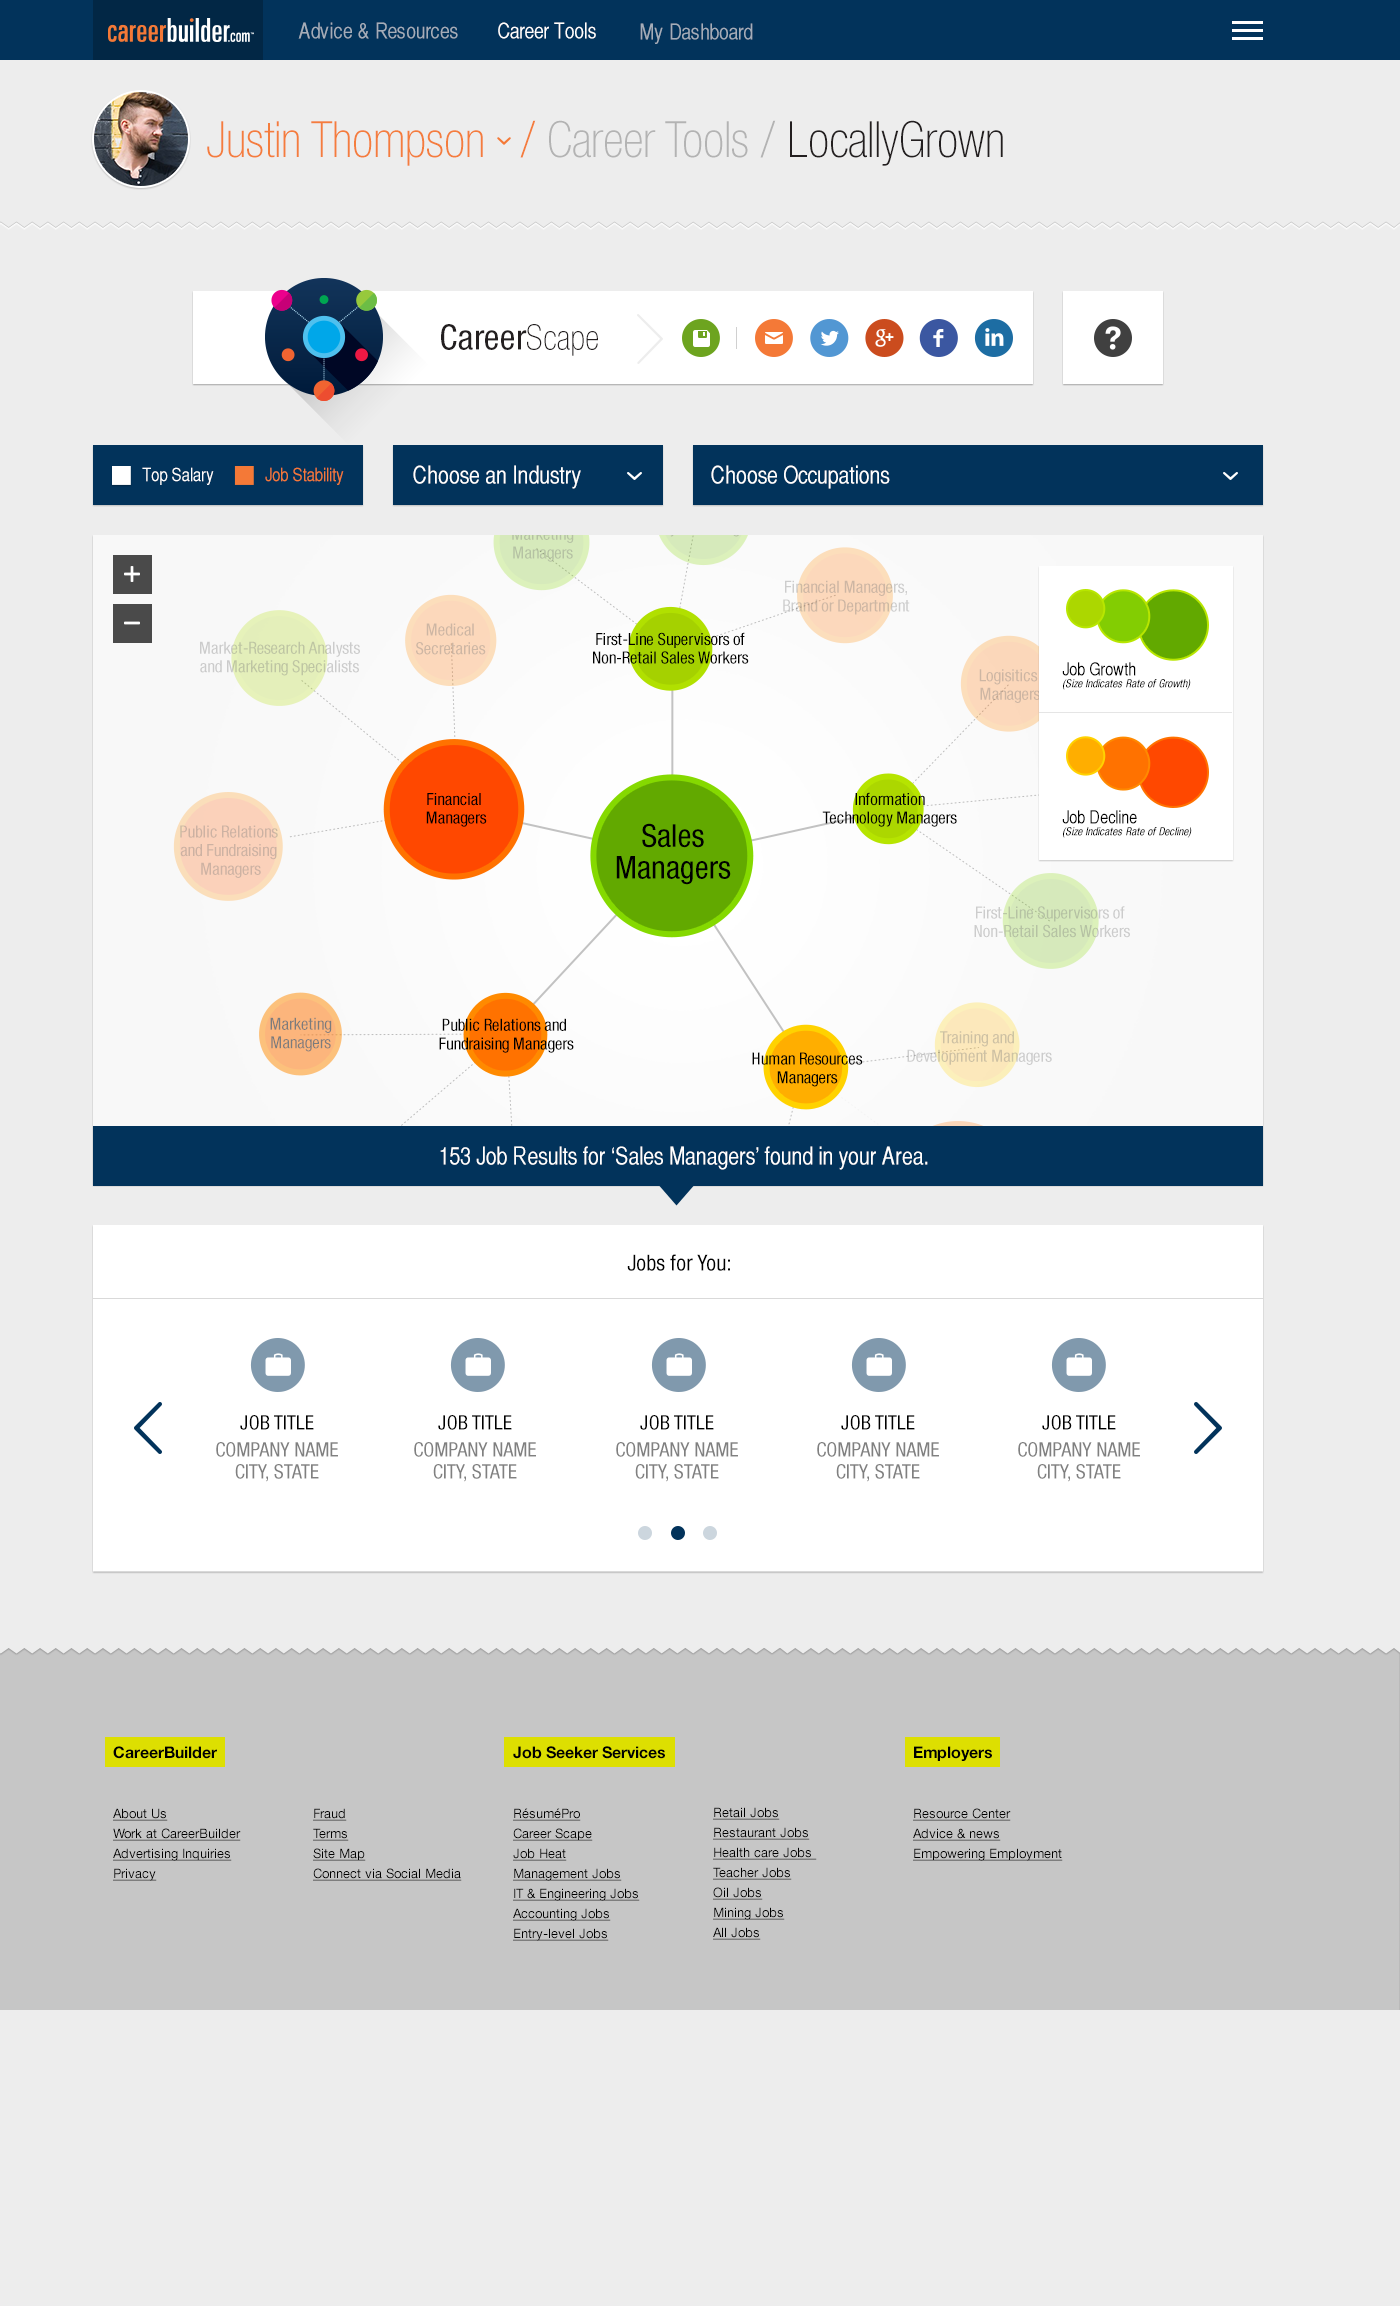 careerbuilder.com™
Advice & Resources
Career Tools
My Dashboard
Justin Thompson / Career Tools / LocallyGrown
CareerScape
?
Top Salary
Job Stability
Choose an Industry
Choose Occupations
Marketing
Managers
Financial Managers,
Brand or Department
Medical
Secretaries
First-Line Supervisors of
Non-Retail Sales Workers
Market-Research Analysts
and Marketing Specialists
Logisitics
Managers
Job Growth
(Size Indicates Rate of Growth)
Job Decline
(Size Indicates Rate of Decline)
Financial
Managers
Information
Technology Managers
Public Relations
and Fundraising
Managers
Sales
Managers
First-Line Supervisors of
Non-Retail Sales Workers
Marketing
Managers
Public Relations and
Fundraising Managers
Human Resources
Managers
Training and
Development Managers
153 Job Results for ‘Sales Managers’ found in your Area.
Jobs for You:
JOB TITLE
COMPANY NAME
CITY, STATE
JOB TITLE
COMPANY NAME
CITY, STATE
JOB TITLE
COMPANY NAME
CITY, STATE
JOB TITLE
COMPANY NAME
CITY, STATE
JOB TITLE
COMPANY NAME
CITY, STATE
CareerBuilder
About Us
Work at CareerBuilder
Advertising Inquiries
Privacy
Fraud
Terms
Site Map
Connect via Social Media
Job Seeker Services
RésuméPro
Career Scape
Job Heat
Management Jobs
IT & Engineering Jobs
Accounting Jobs
Entry-level Jobs
Retail Jobs
Restaurant Jobs
Health care Jobs
Teacher Jobs
Oil Jobs
Mining Jobs
All Jobs
Employers
Resource Center
Advice & news
Empowering Employment